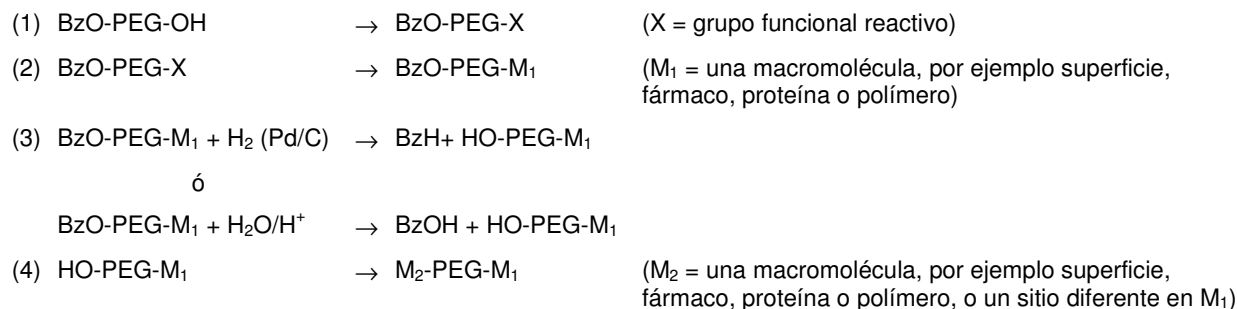 (1) BzO-PEG-OH → BzO-PEG-X (X = grupo funcional reactivo)
(2) BzO-PEG-X → BzO-PEG-M₁ (M₁ = una macromolécula, por ejemplo superficie,
fármaco, proteína o polímero)
(3) BzO-PEG-M₁ + H₂ (Pd/C) → BzH+ HO-PEG-M₁
ó
BzO-PEG-M₁ + H₂O/H⁺ → BzOH + HO-PEG-M₁
(4) HO-PEG-M₁ → M₂-PEG-M₁ (M₂ = una macromolécula, por ejemplo superficie,
fármaco, proteína o polímero, o un sitio diferente en M₁)